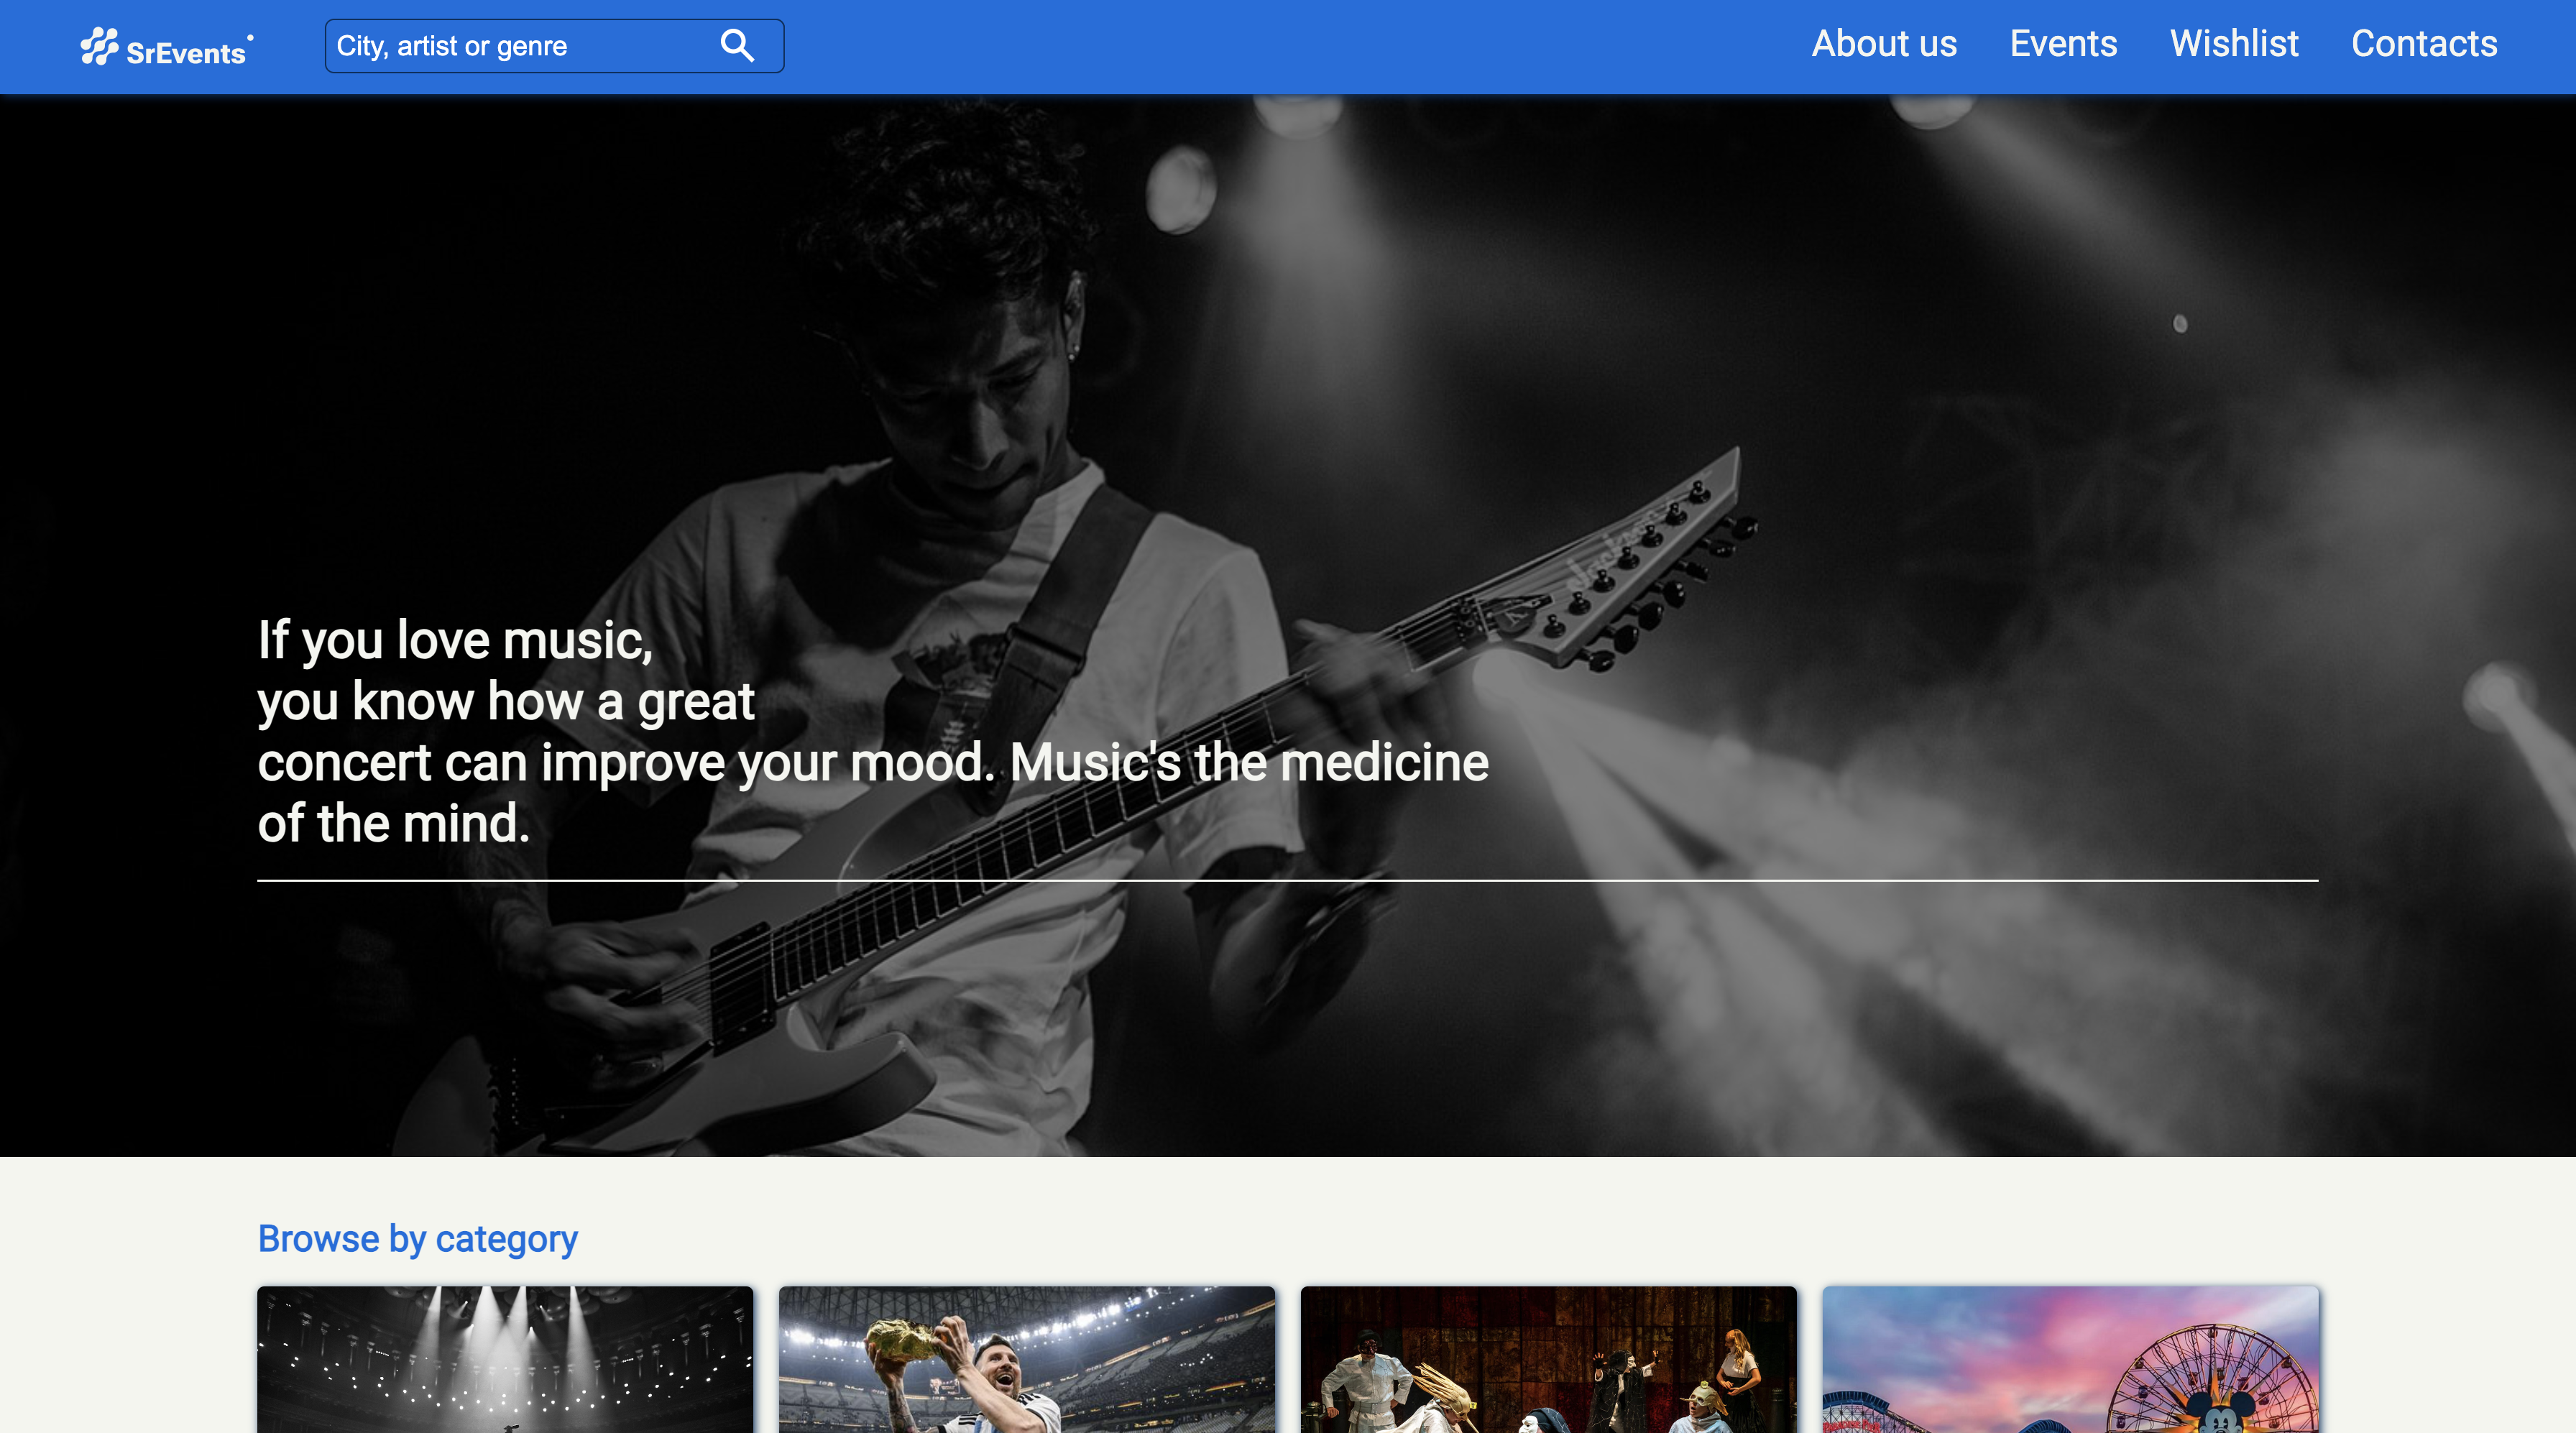 SrEvents
City, artist or genre
About us
Events
Wishlist
Contacts
Jackson
If you love music,
you know how a great
concert can improve your mood. Music's the medicine
of the mind.
Browse by category